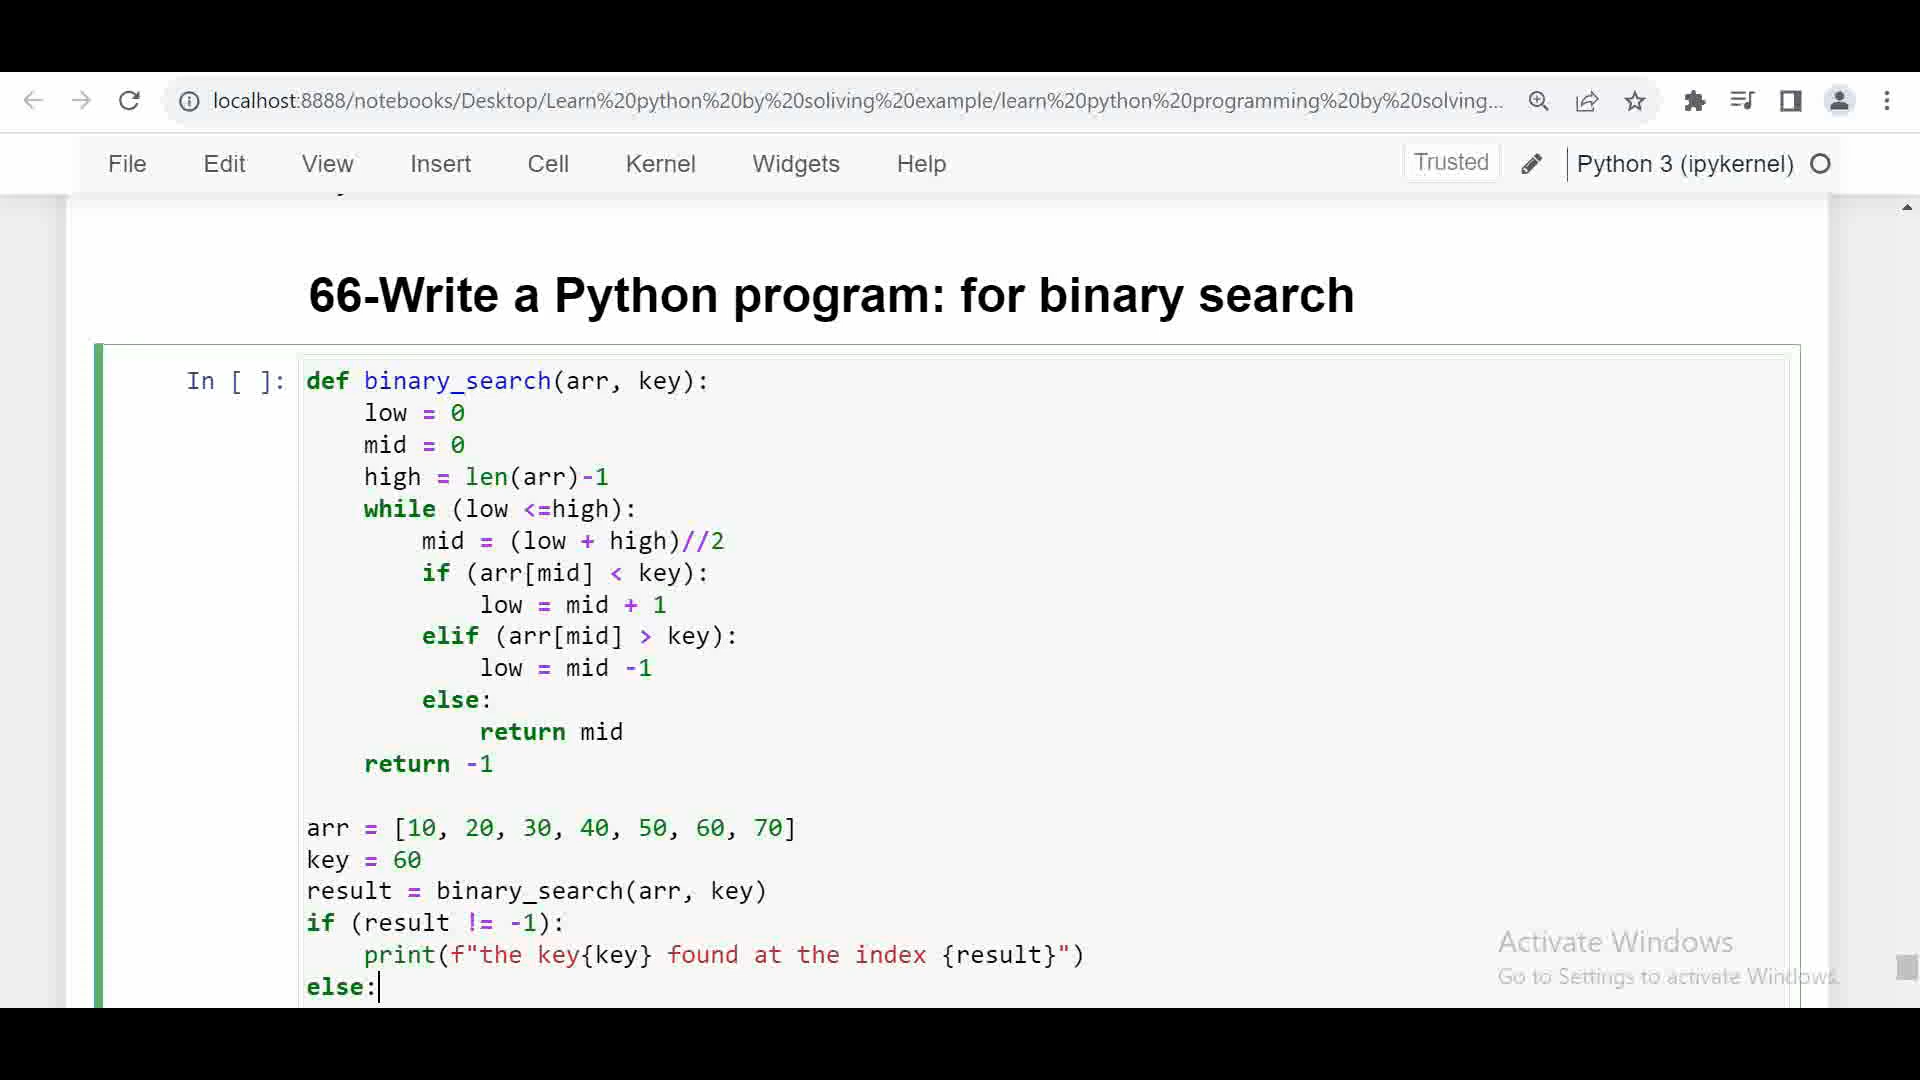 localhost:8888/notebooks/Desktop/Learn%20python%20by%20soliving%20example/learn%20python%20programming%20by%20solving...
File Edit View Insert Cell Kernel Widgets Help Trusted Python 3 (ipykernel)
66-Write a Python program: for binary search
In [ ]: def binary_search(arr, key):
    low = 0
    mid = 0
    high = len(arr)-1
    while (low <=high):
        mid = (low + high)//2
        if (arr[mid] < key):
            low = mid + 1
        elif (arr[mid] > key):
            low = mid -1
        else:
            return mid
    return -1
arr = [10, 20, 30, 40, 50, 60, 70]
key = 60
result = binary_search(arr, key)
if (result != -1):
    print(f"the key{key} found at the index {result}")
else:
Activate Windows
Go to Settings to activate Windows.